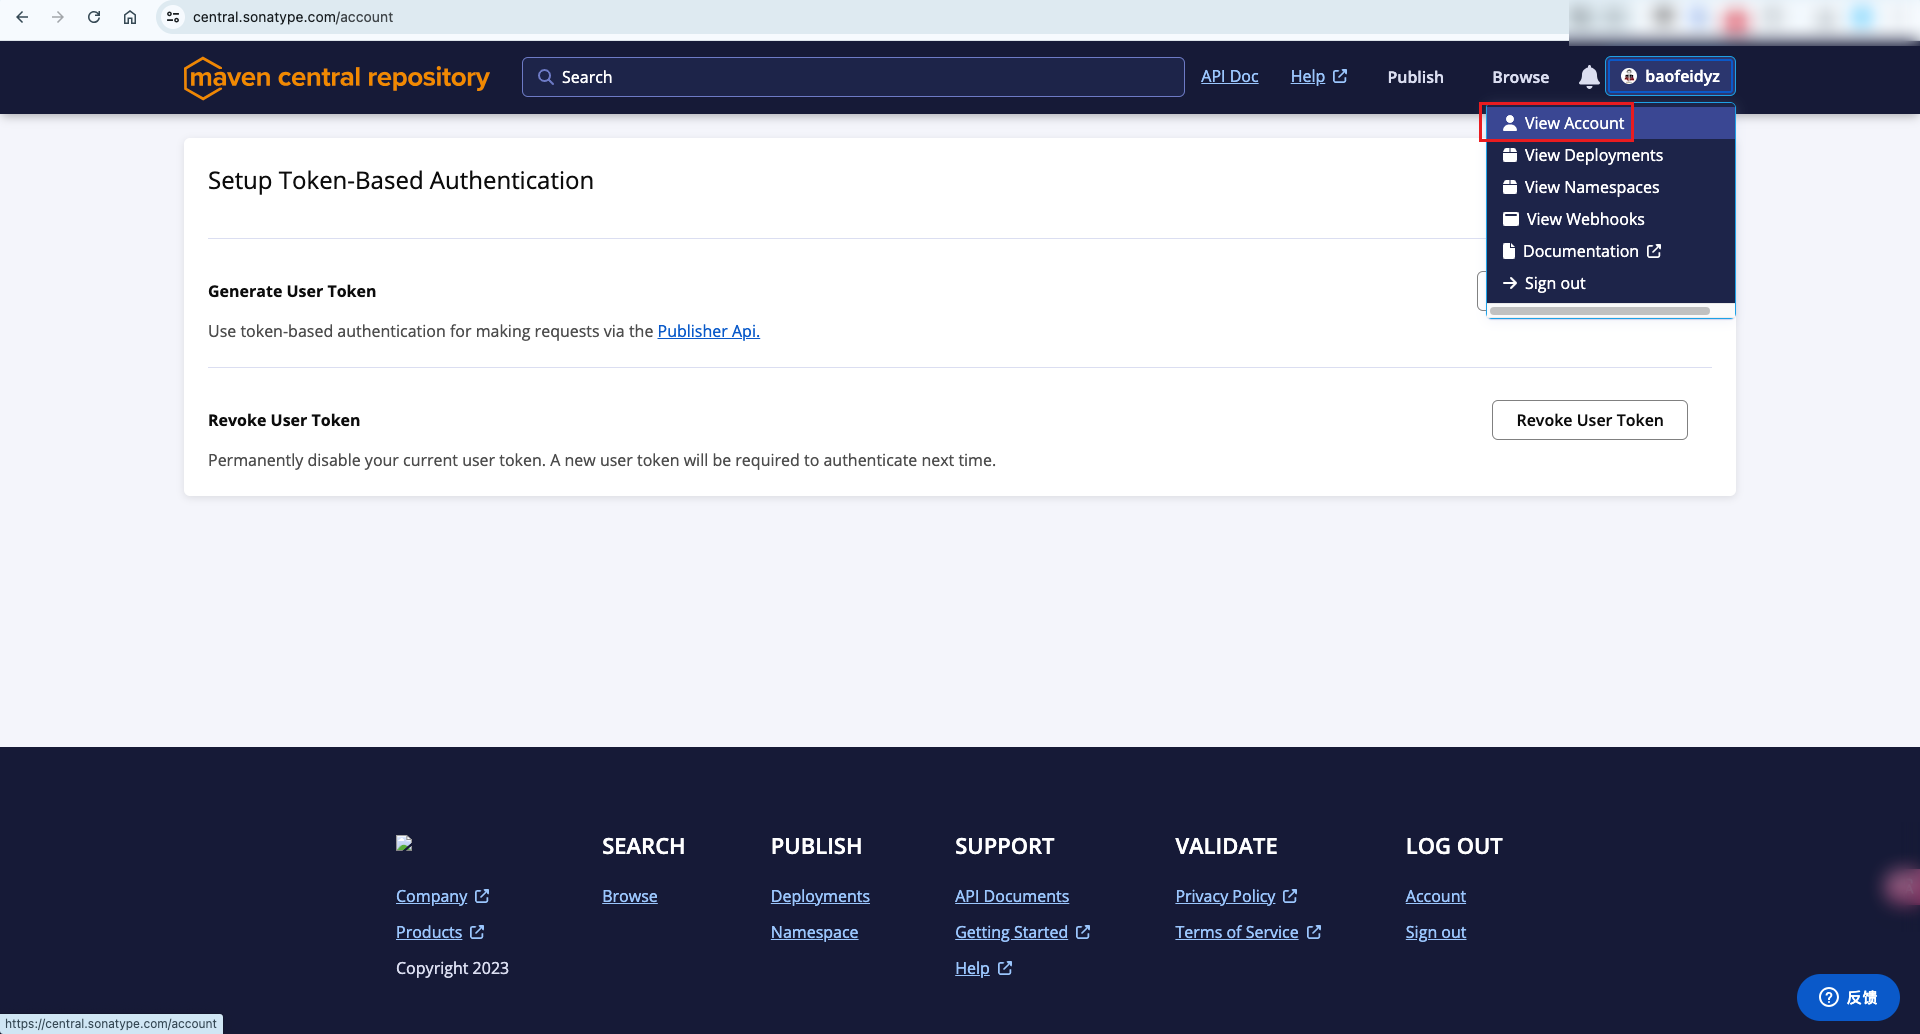 central.sonatype.com/account
maven central repository
Search
API Doc
Help
Publish
Browse
baofeidyz
View Account
View Deployments
View Namespaces
View Webhooks
Documentation
Sign out
Setup Token-Based Authentication
Generate User Token
Use token-based authentication for making requests via the Publisher Api.
Revoke User Token
Revoke User Token
Permanently disable your current user token. A new user token will be required to authenticate next time.
SEARCH
PUBLISH
SUPPORT
VALIDATE
LOG OUT
Company
Browse
Deployments
API Documents
Privacy Policy
Account
Products
Namespace
Getting Started
Terms of Service
Sign out
Copyright 2023
Help
反馈
https://central.sonatype.com/account